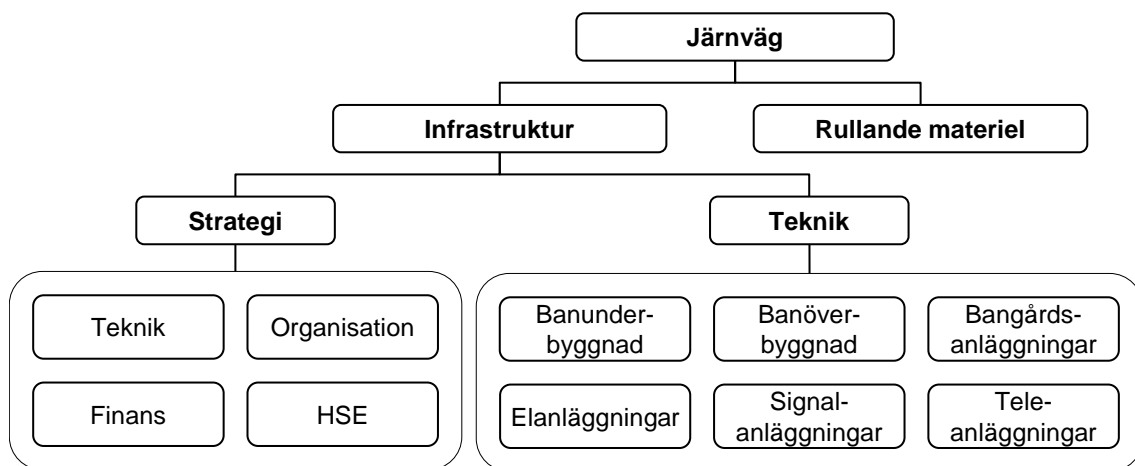 Järnväg
Infrastruktur
Rullande materiel
Strategi
Teknik
Teknik
Organisation
Finans
HSE
Banunder-
byggnad
Banöver-
byggnad
Bangårds-
anläggningar
Elanläggningar
Signal-
anläggningar
Tele-
anläggningar